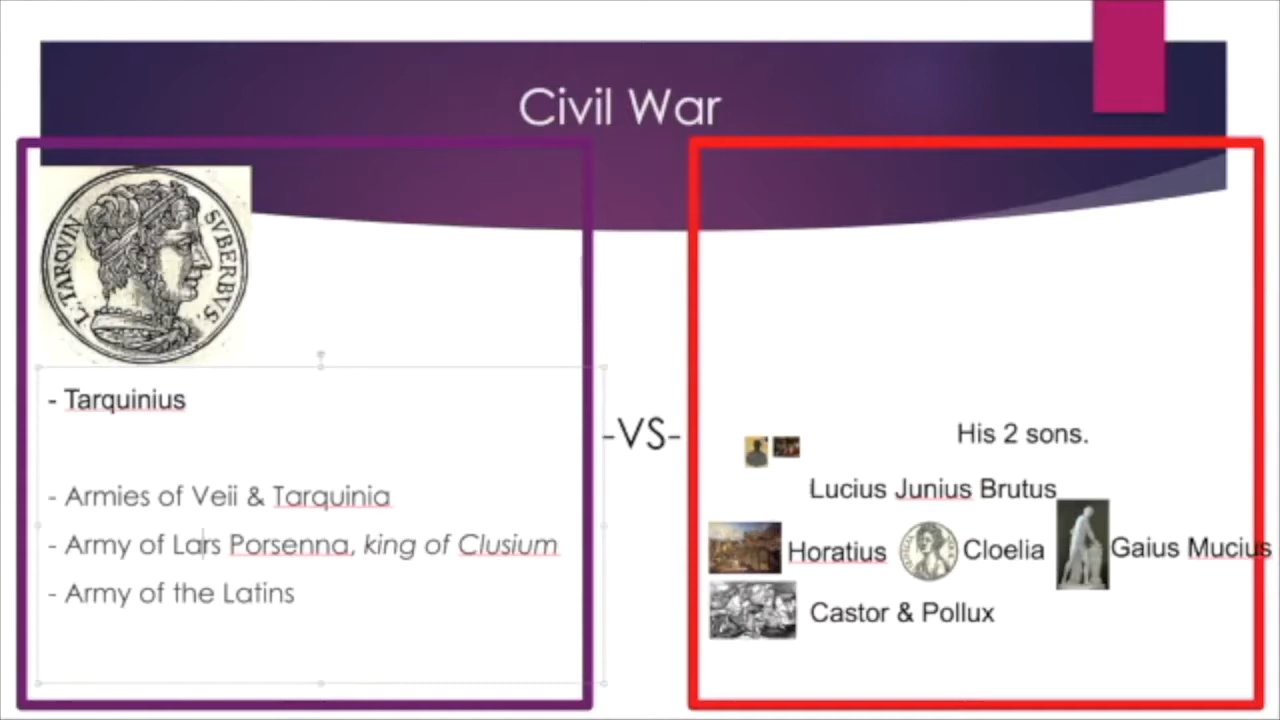 Civil War
L. TARQVIN SVBERBVS.
- Tarquinius
- Armies of Veii & Tarquinia
- Army of Lars Porsenna, king of Clusium
- Army of the Latins
-VS-
His 2 sons.
Lucius Junius Brutus
Horatius
Cloelia
Gaius Mucius
Castor & Pollux